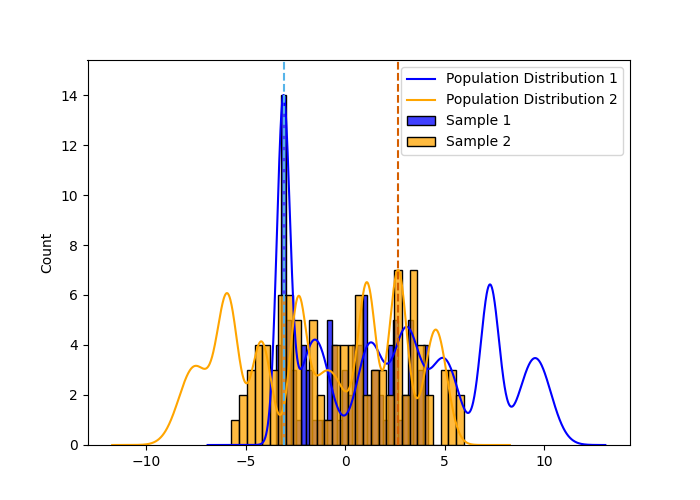 Population Distribution 1
Population Distribution 2
Sample 1
Sample 2
Count
14
12
10
8
6
4
2
0
−10
−5
0
5
10